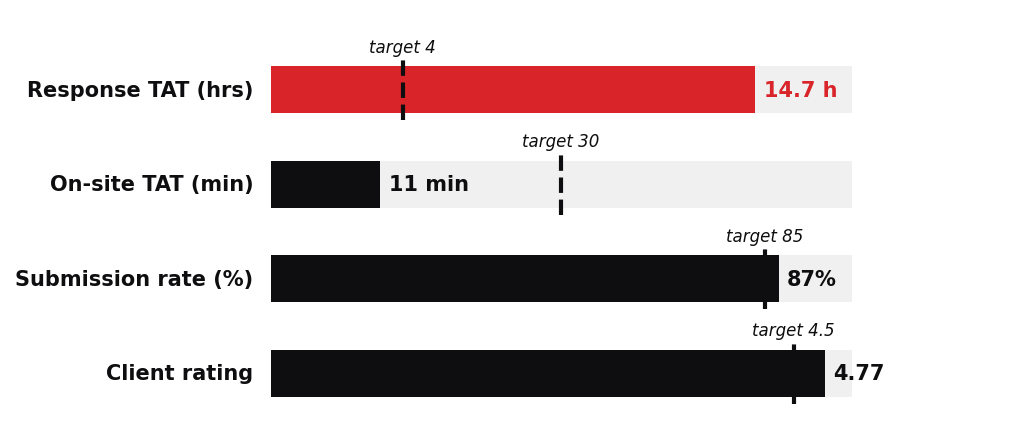 target 4
Response TAT (hrs) 14.7 h
target 30
On-site TAT (min) 11 min
target 85
Submission rate (%) 87%
target 4.5
Client rating 4.77